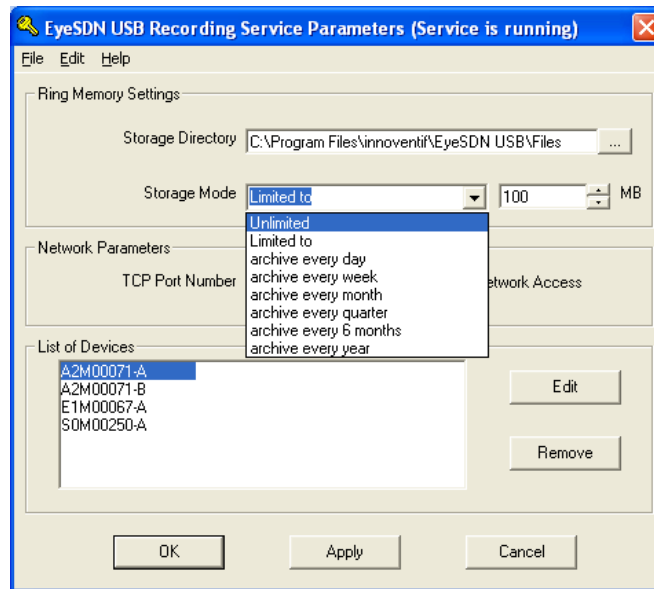 EyeSDN USB Recording Service Parameters (Service is running)
File Edit Help
Ring Memory Settings
Storage Directory C:\Program Files\innoventif\EyeSDN USB\Files ...
Storage Mode Limited to 100 MB
Unlimited
Limited to
archive every day
archive every week
archive every month
archive every quarter
archive every 6 months
archive every year
Network Parameters
TCP Port Number etwork Access
List of Devices
A2M00071-A
A2M00071-B
E1M00067-A
S0M00250-A
Edit
Remove
OK Apply Cancel